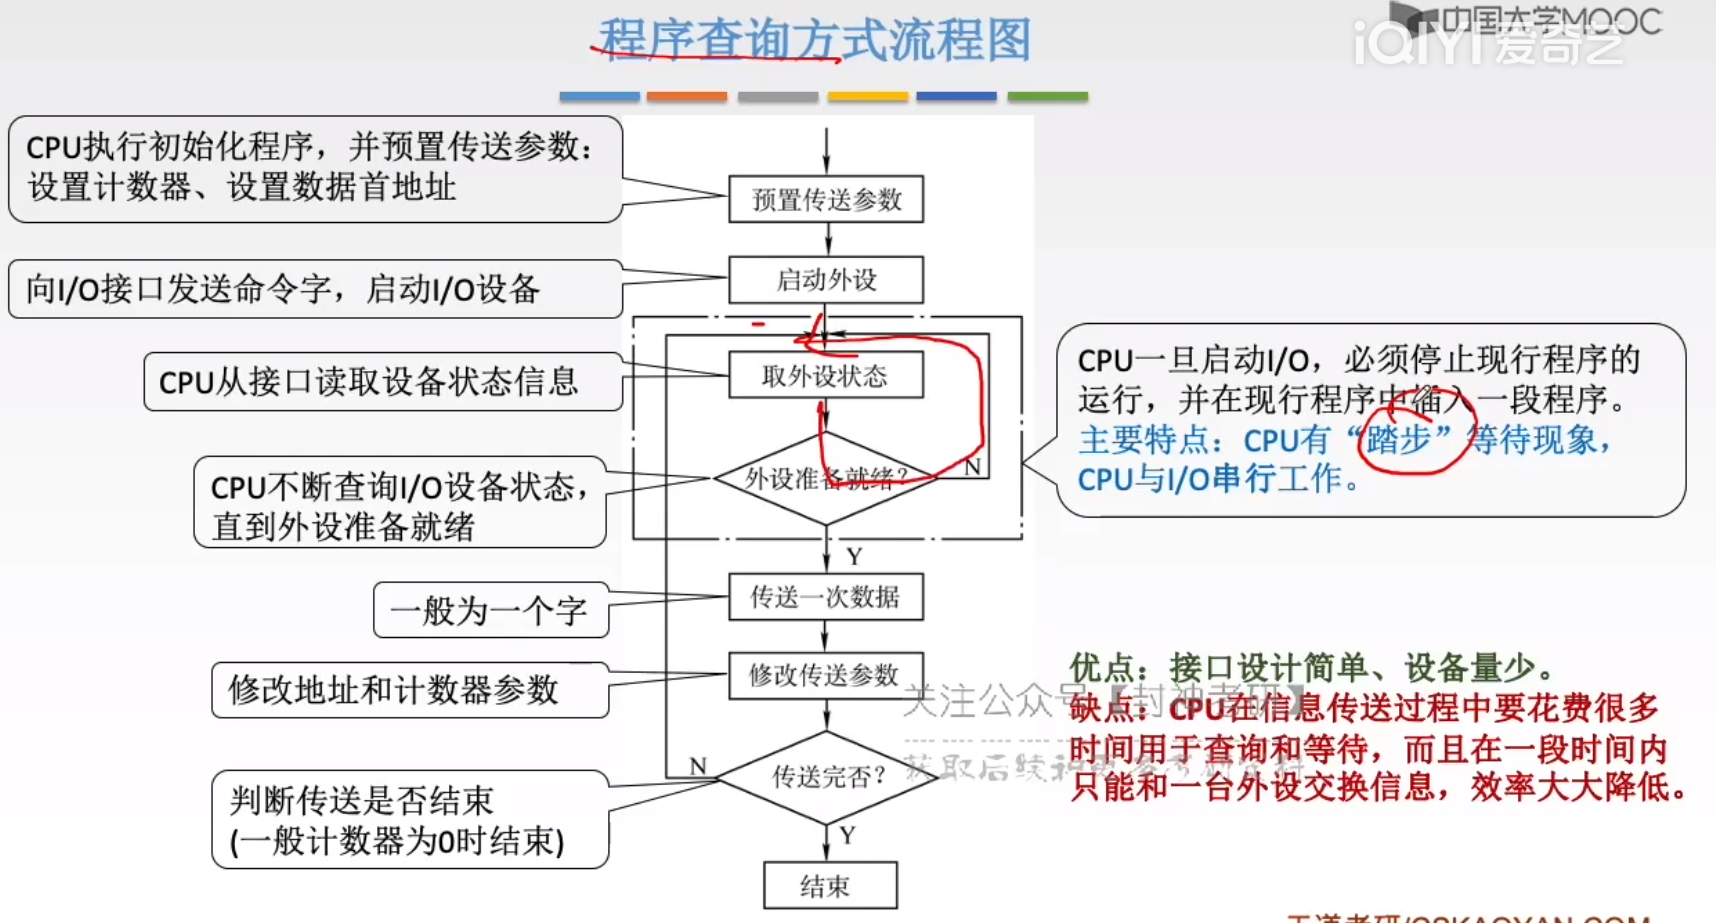 中国大学MOOC
iQIYI 爱奇艺
程序查询方式流程图
CPU执行初始化程序，并预置传送参数：
设置计数器、设置数据首地址
预置传送参数
向I/O接口发送命令字，启动I/O设备
启动外设
CPU从接口读取设备状态信息
取外设状态
CPU不断查询I/O设备状态，
直到外设准备就绪
外设准备就绪?
N
Y
CPU一旦启动I/O，必须停止现行程序的
运行，并在现行程序中插入一段程序。
主要特点：CPU有“踏步”等待现象，
CPU与I/O串行工作。
一般为一个字
传送一次数据
修改地址和计数器参数
修改传送参数
判断传送是否结束
(一般计数器为0时结束)
N
传送完否?
Y
结束
优点：接口设计简单、设备量少。
缺点：CPU在信息传送过程中要花费很多
时间用于查询和等待，而且在一段时间内
只能和一台外设交换信息，效率大大降低。
关注公众号【封神考研】
获取后续